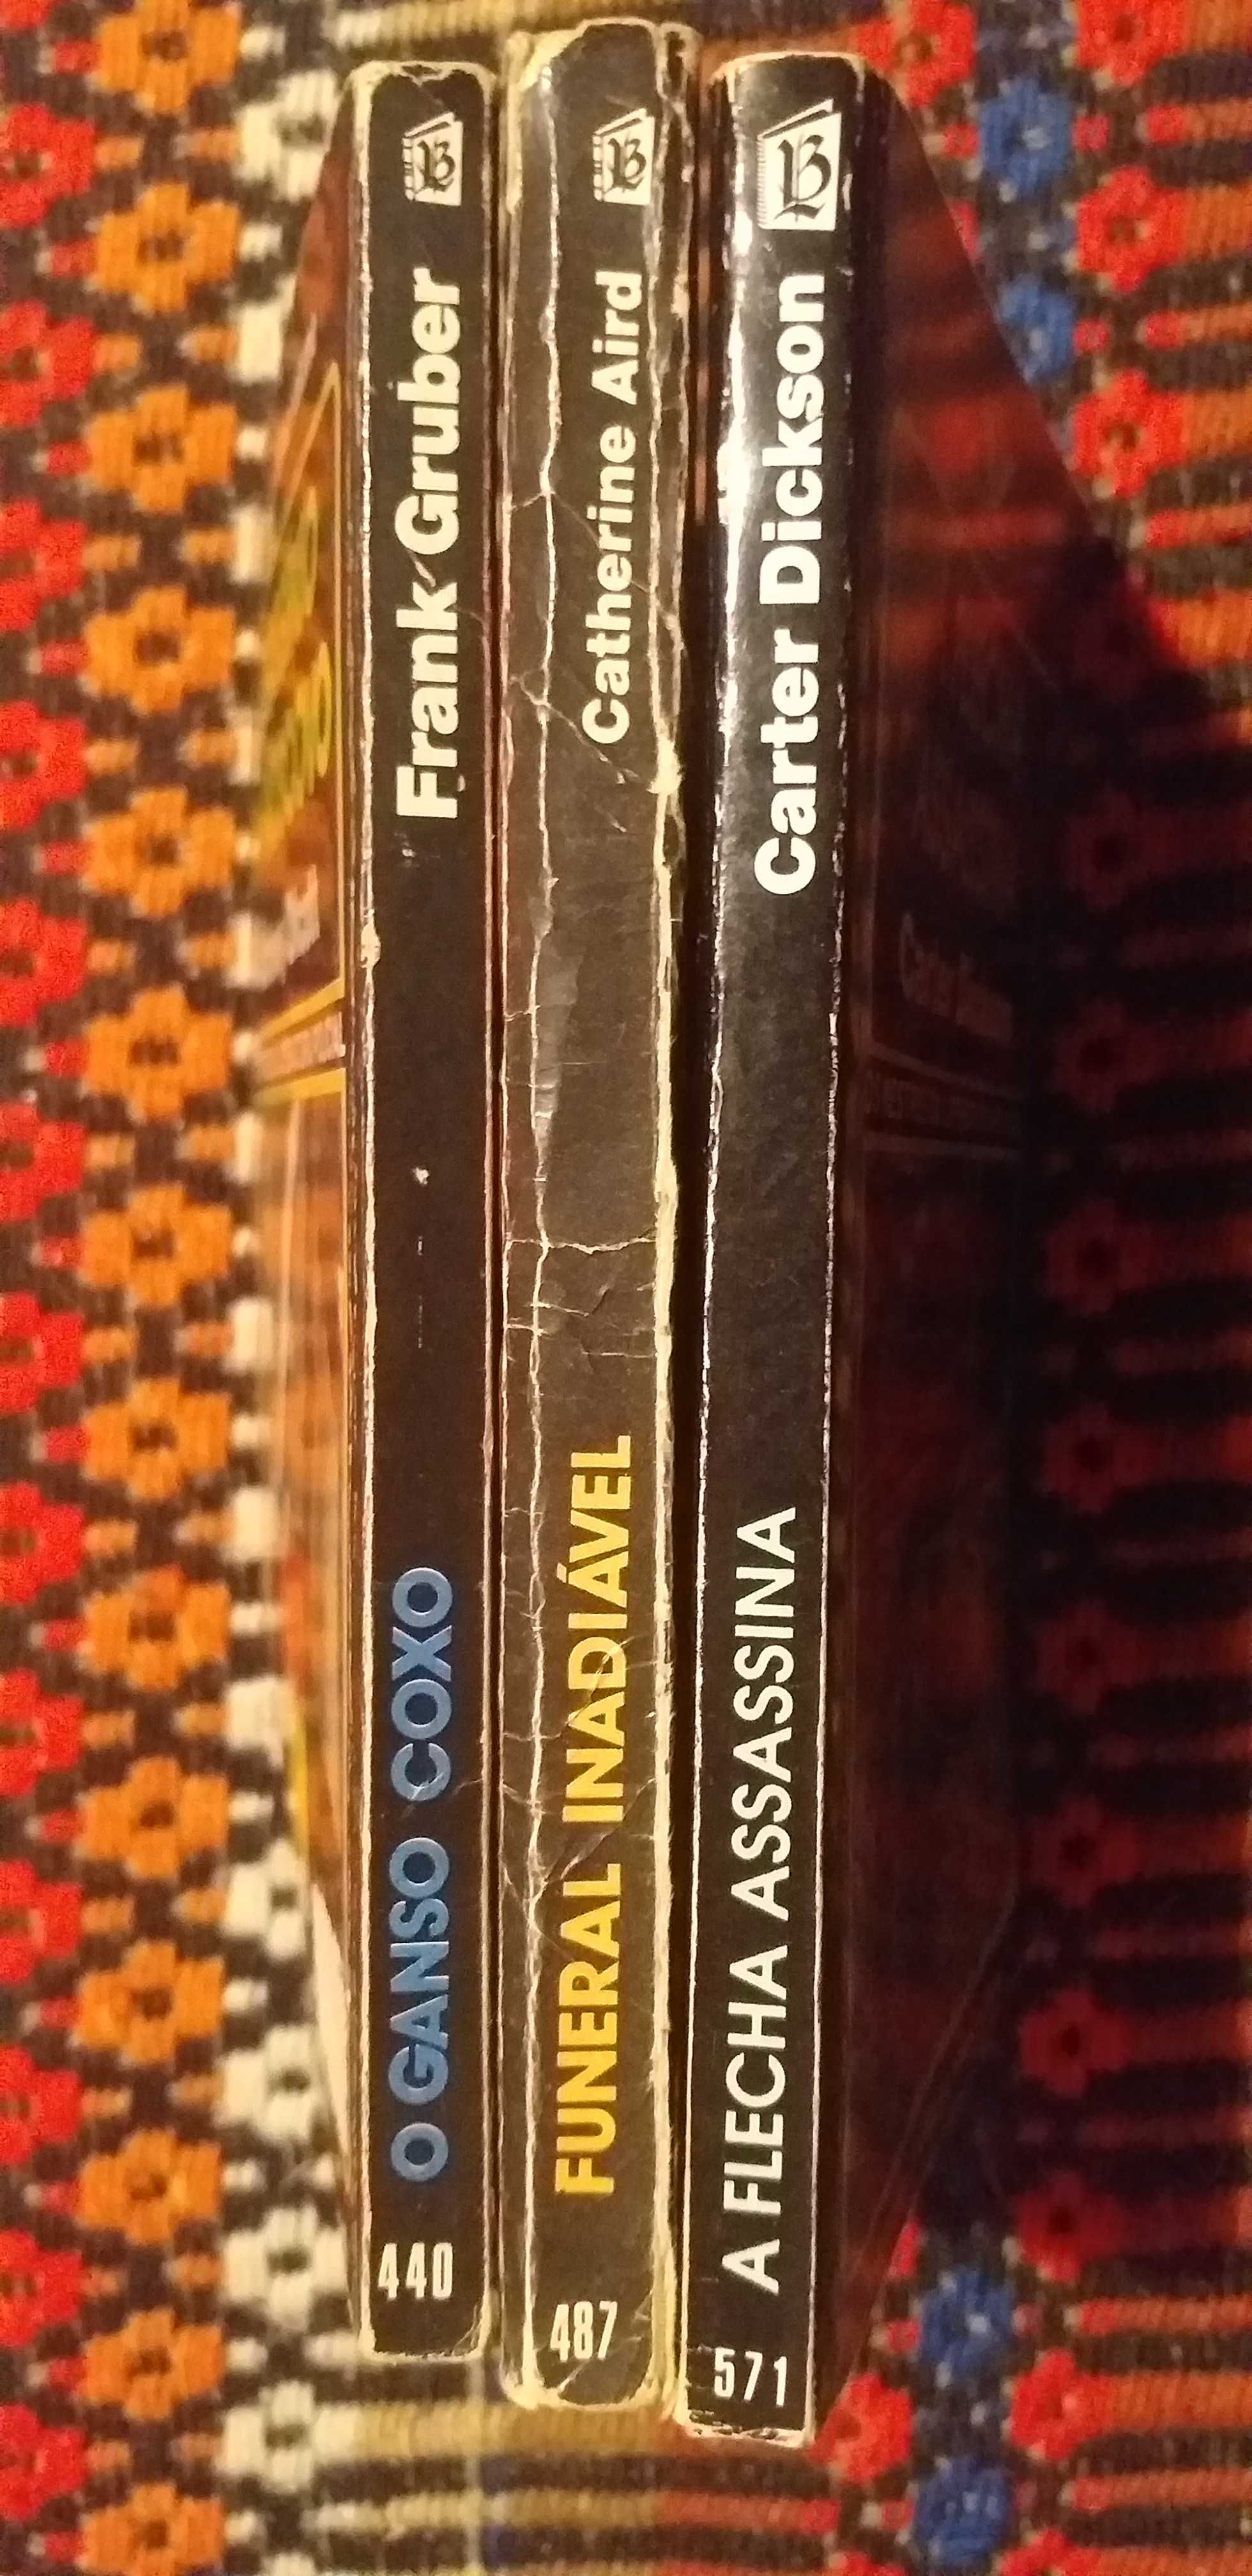 440 O GANSO COXO Frank Gruber B
487 FUNERAL INADIÁVEL Catherine Aird B
571 A FLECHA ASSASSINA Carter Dickson B